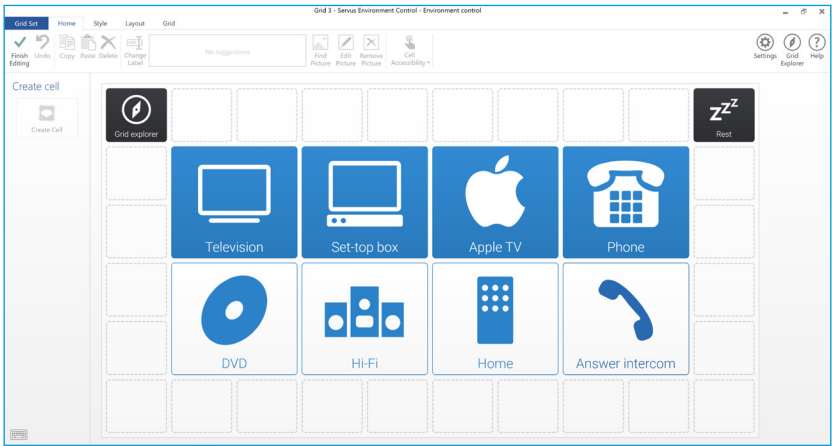 Grid 3 - Servus Environment Control - Environment control
Grid Set Home Style Layout Grid
Finish Editing
Undo
Copy
Paste
Delete
Change Label
No suggestions
Find Picture
Edit Picture
Remove Picture
Cell Accessibility
Settings
Grid Explorer
Help
Create cell
Create Cell
Grid explorer
zzz
Rest
Television
Set-top box
Apple TV
Phone
DVD
Hi-Fi
Home
Answer intercom